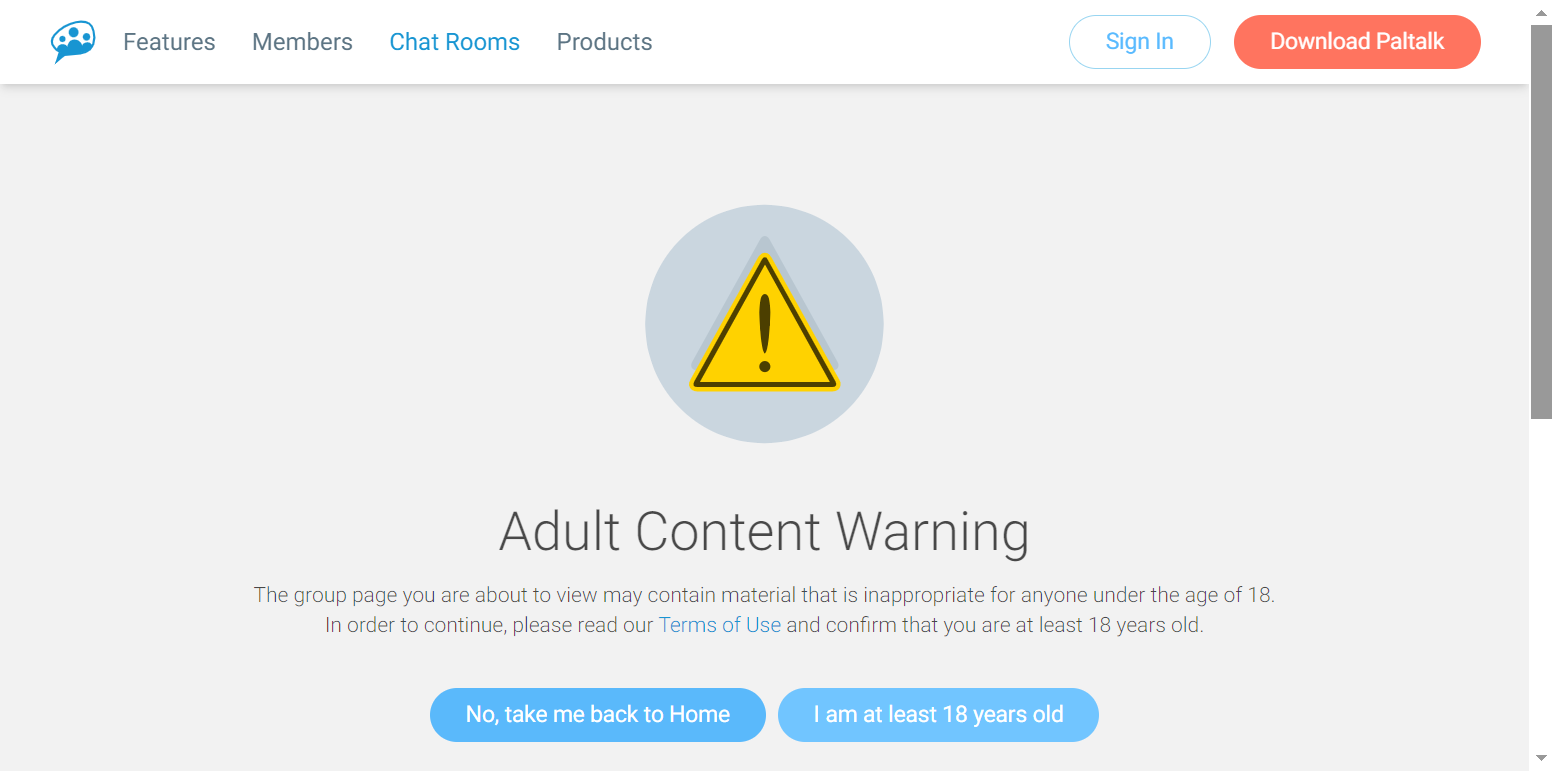 Features Members Chat Rooms Products Sign In Download Paltalk
Adult Content Warning
The group page you are about to view may contain material that is inappropriate for anyone under the age of 18.
In order to continue, please read our Terms of Use and confirm that you are at least 18 years old.
No, take me back to Home I am at least 18 years old